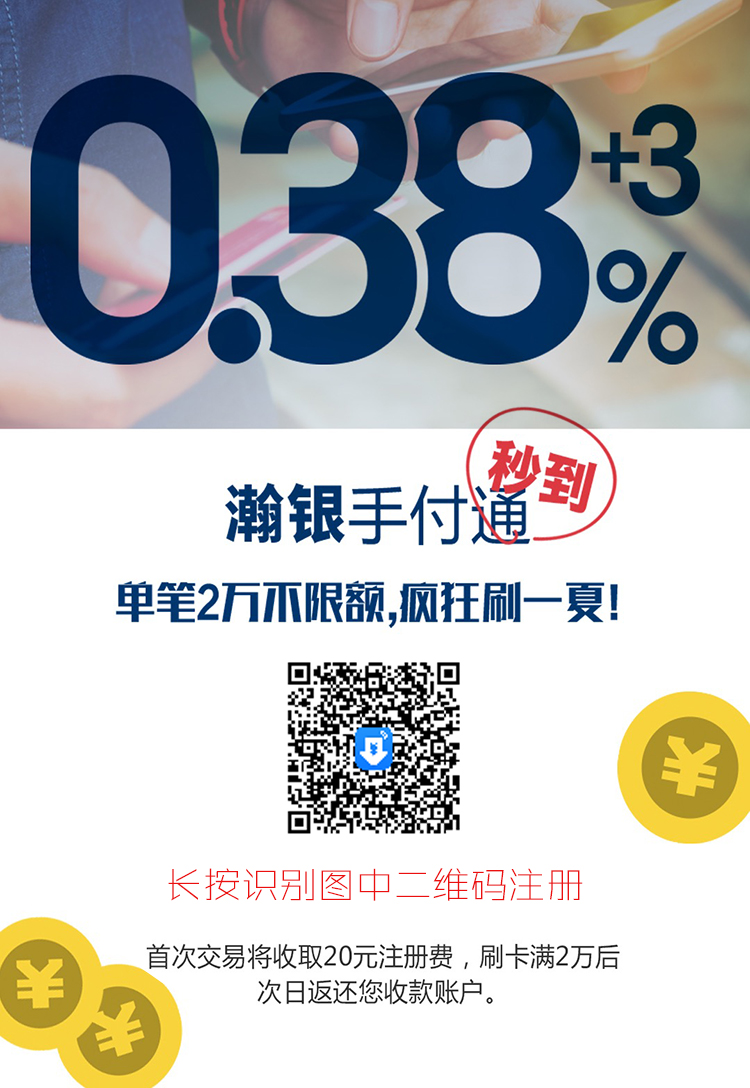 0.38+3
%
秒到
瀚银手付通
单笔2万不限额,疯狂刷一夏!
长按识别图中二维码注册
首次交易将收取20元注册费，刷卡满2万后
次日返还您收款账户。
¥
¥
¥
¥